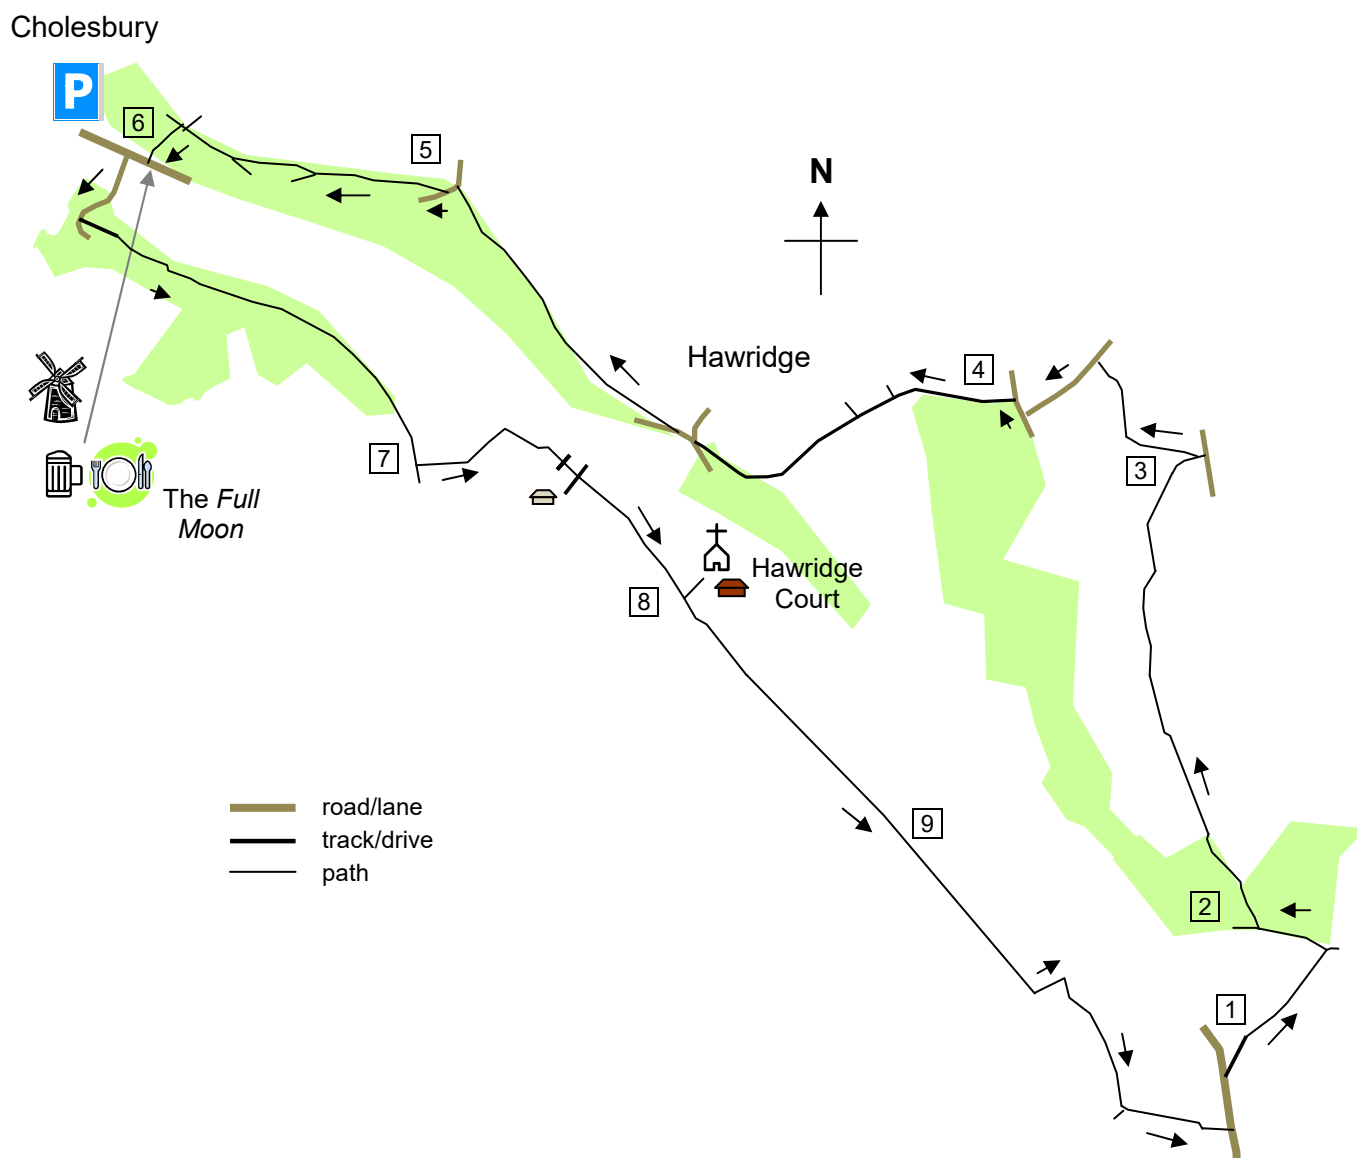 Cholesbury
P
6
5
N
Hawridge
4
3
7
The Full
Moon
Hawridge
Court
8
road/lane
track/drive
path
9
2
1